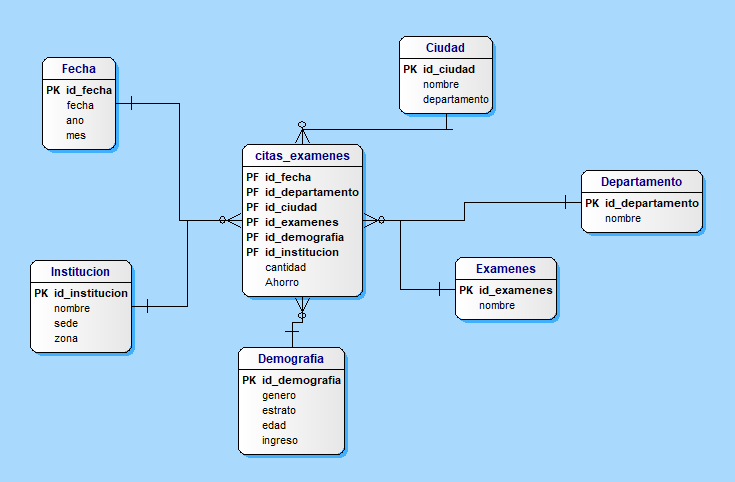 Ciudad
PK id_ciudad
nombre
departamento
Fecha
PK id_fecha
fecha
ano
mes
citas_examenes
PF id_fecha
PF id_departamento
PF id_ciudad
PF id_examenes
PF id_demografia
PF id_institucion
cantidad
Ahorro
Departamento
PK id_departamento
nombre
Institucion
PK id_institucion
nombre
sede
zona
Examenes
PK id_examenes
nombre
Demografia
PK id_demografia
genero
estrato
edad
ingreso